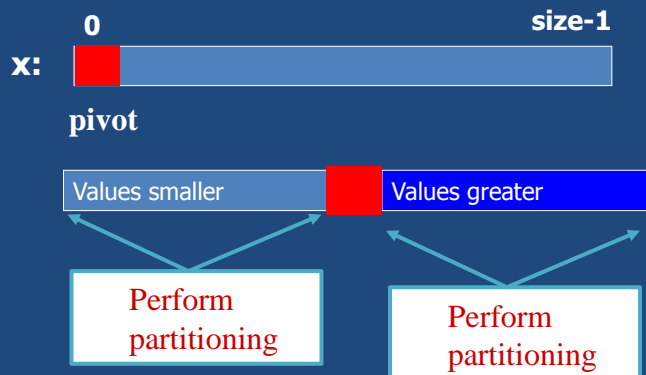 0 size-1
x:
pivot
Values smaller Values greater
Perform
partitioning
Perform
partitioning